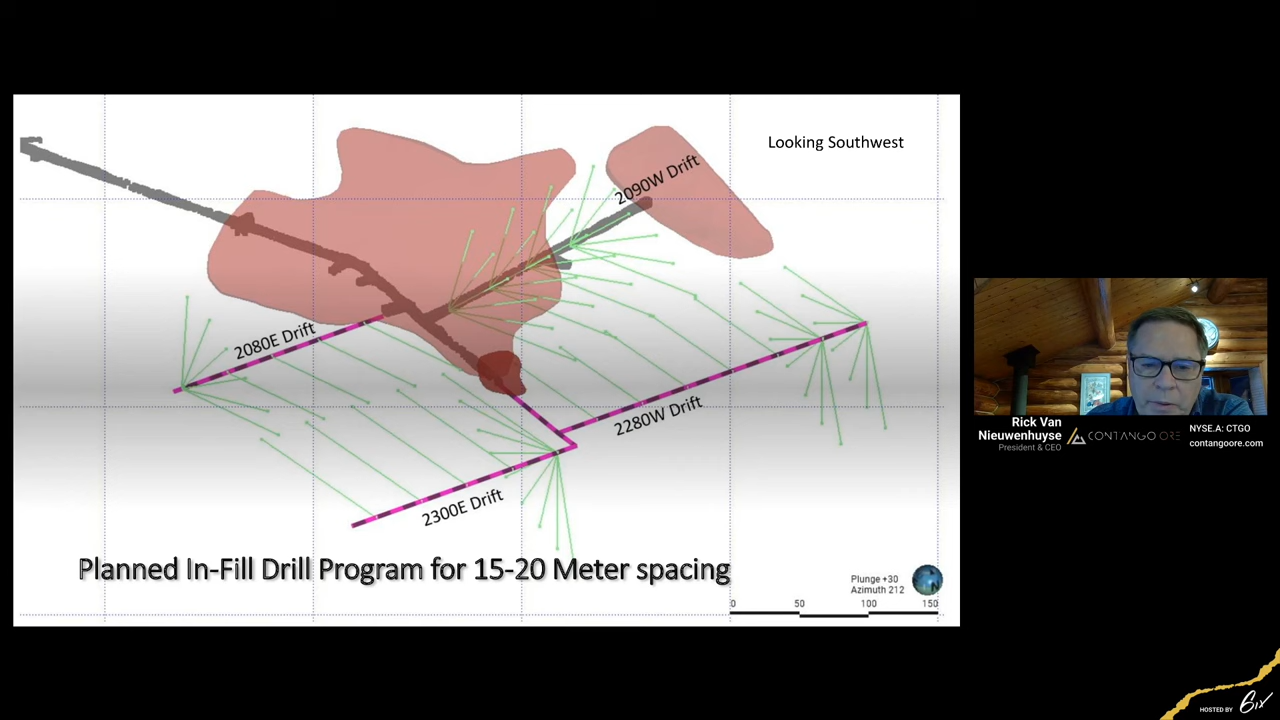 Looking Southwest
2090W Drift
2080E Drift
2280W Drift
2300E Drift
Planned In-Fill Drill Program for 15-20 Meter spacing
Plunge +30
Azimuth 212
N
0 50 100 150
Rick Van
Nieuwenhuyse
President & CEO
CONTANGO ORE
NYSE.A: CTGO
contangoore.com
HOSTED BY 6ix